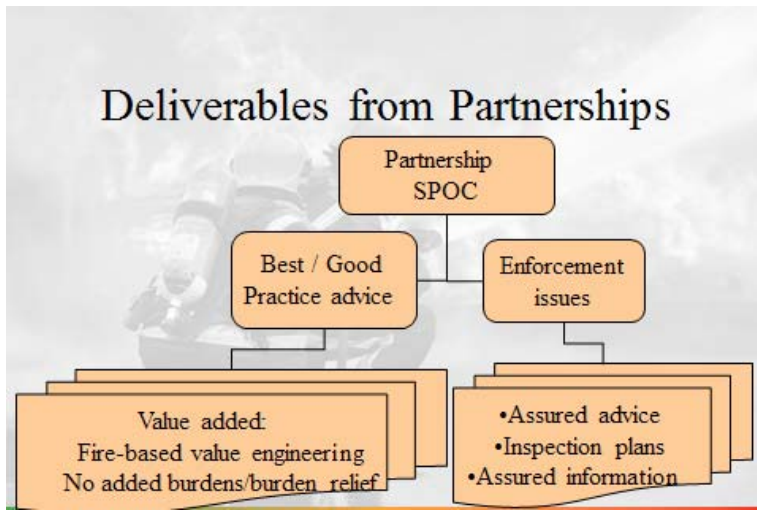 Deliverables from Partnerships
Partnership
SPOC
Best / Good
Practice advice
Enforcement
issues
Value added:
Fire-based value engineering
No added burdens/burden relief
•Assured advice
•Inspection plans
•Assured information